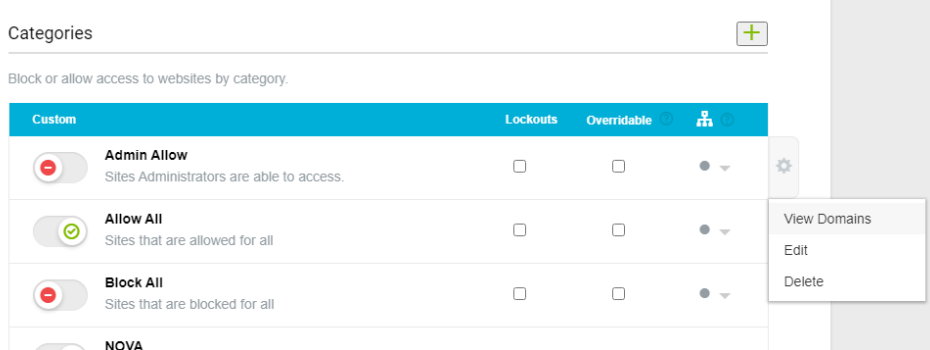 Categories
Block or allow access to websites by category.
Custom Lockouts Overridable
Admin Allow
Sites Administrators are able to access.
Allow All
Sites that are allowed for all
View Domains
Edit
Block All
Delete
Sites that are blocked for all
NOVA